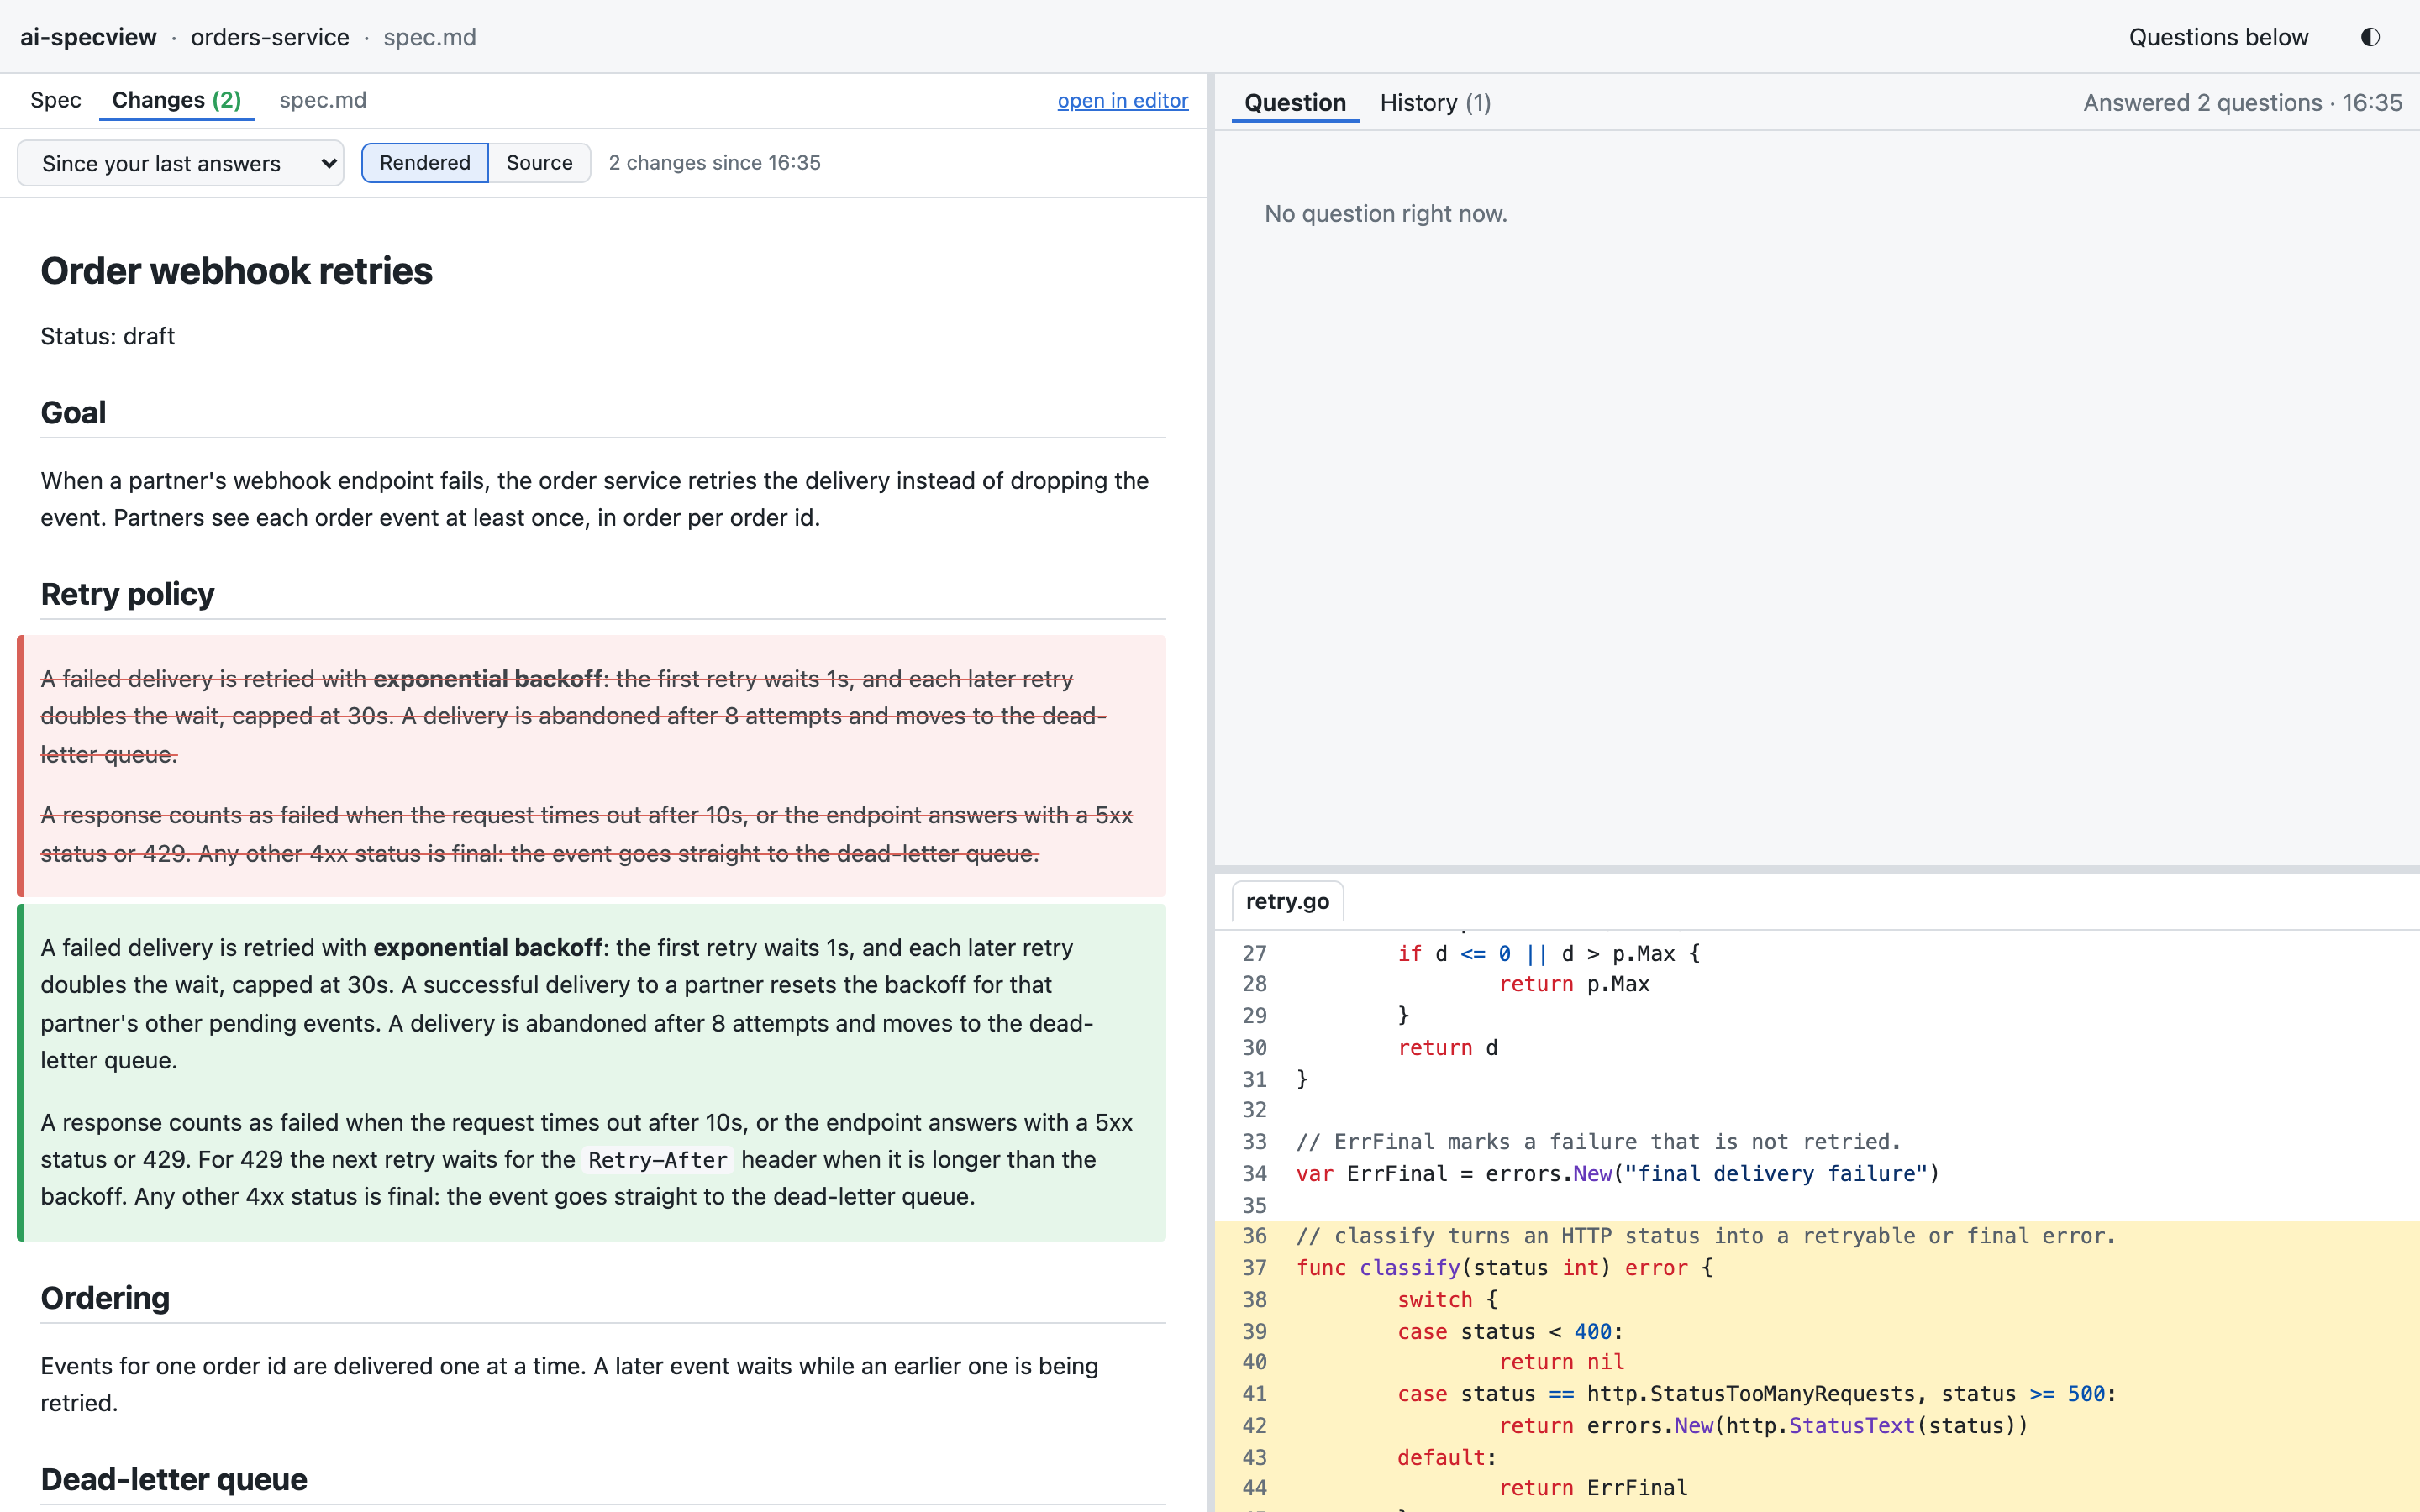 ai-specview · orders-service · spec.md
Questions below
Spec
Changes (2)
spec.md
open in editor
Since your last answers
Rendered
Source
2 changes since 16:35
Order webhook retries
Status: draft
Goal
When a partner's webhook endpoint fails, the order service retries the delivery instead of dropping the
event. Partners see each order event at least once, in order per order id.
Retry policy
A failed delivery is retried with exponential backoff: the first retry waits 1s, and each later retry
doubles the wait, capped at 30s. A delivery is abandoned after 8 attempts and moves to the dead-
letter queue.
A response counts as failed when the request times out after 10s, or the endpoint answers with a 5xx
status or 429. Any other 4xx status is final: the event goes straight to the dead-letter queue.
A failed delivery is retried with exponential backoff: the first retry waits 1s, and each later retry
doubles the wait, capped at 30s. A successful delivery to a partner resets the backoff for that
partner's other pending events. A delivery is abandoned after 8 attempts and moves to the dead-
letter queue.
A response counts as failed when the request times out after 10s, or the endpoint answers with a 5xx
status or 429. For 429 the next retry waits for the Retry-After header when it is longer than the
backoff. Any other 4xx status is final: the event goes straight to the dead-letter queue.
Ordering
Events for one order id are delivered one at a time. A later event waits while an earlier one is being
retried.
Dead-letter queue
Question
History (1)
Answered 2 questions · 16:35
No question right now.
retry.go
27 if d <= 0 || d > p.Max {
28 return p.Max
29 }
30 return d
31 }
32
33 // ErrFinal marks a failure that is not retried.
34 var ErrFinal = errors.New("final delivery failure")
35
36 // classify turns an HTTP status into a retryable or final error.
37 func classify(status int) error {
38 switch {
39 case status < 400:
40 return nil
41 case status == http.StatusTooManyRequests, status >= 500:
42 return errors.New(http.StatusText(status))
43 default:
44 return ErrFinal